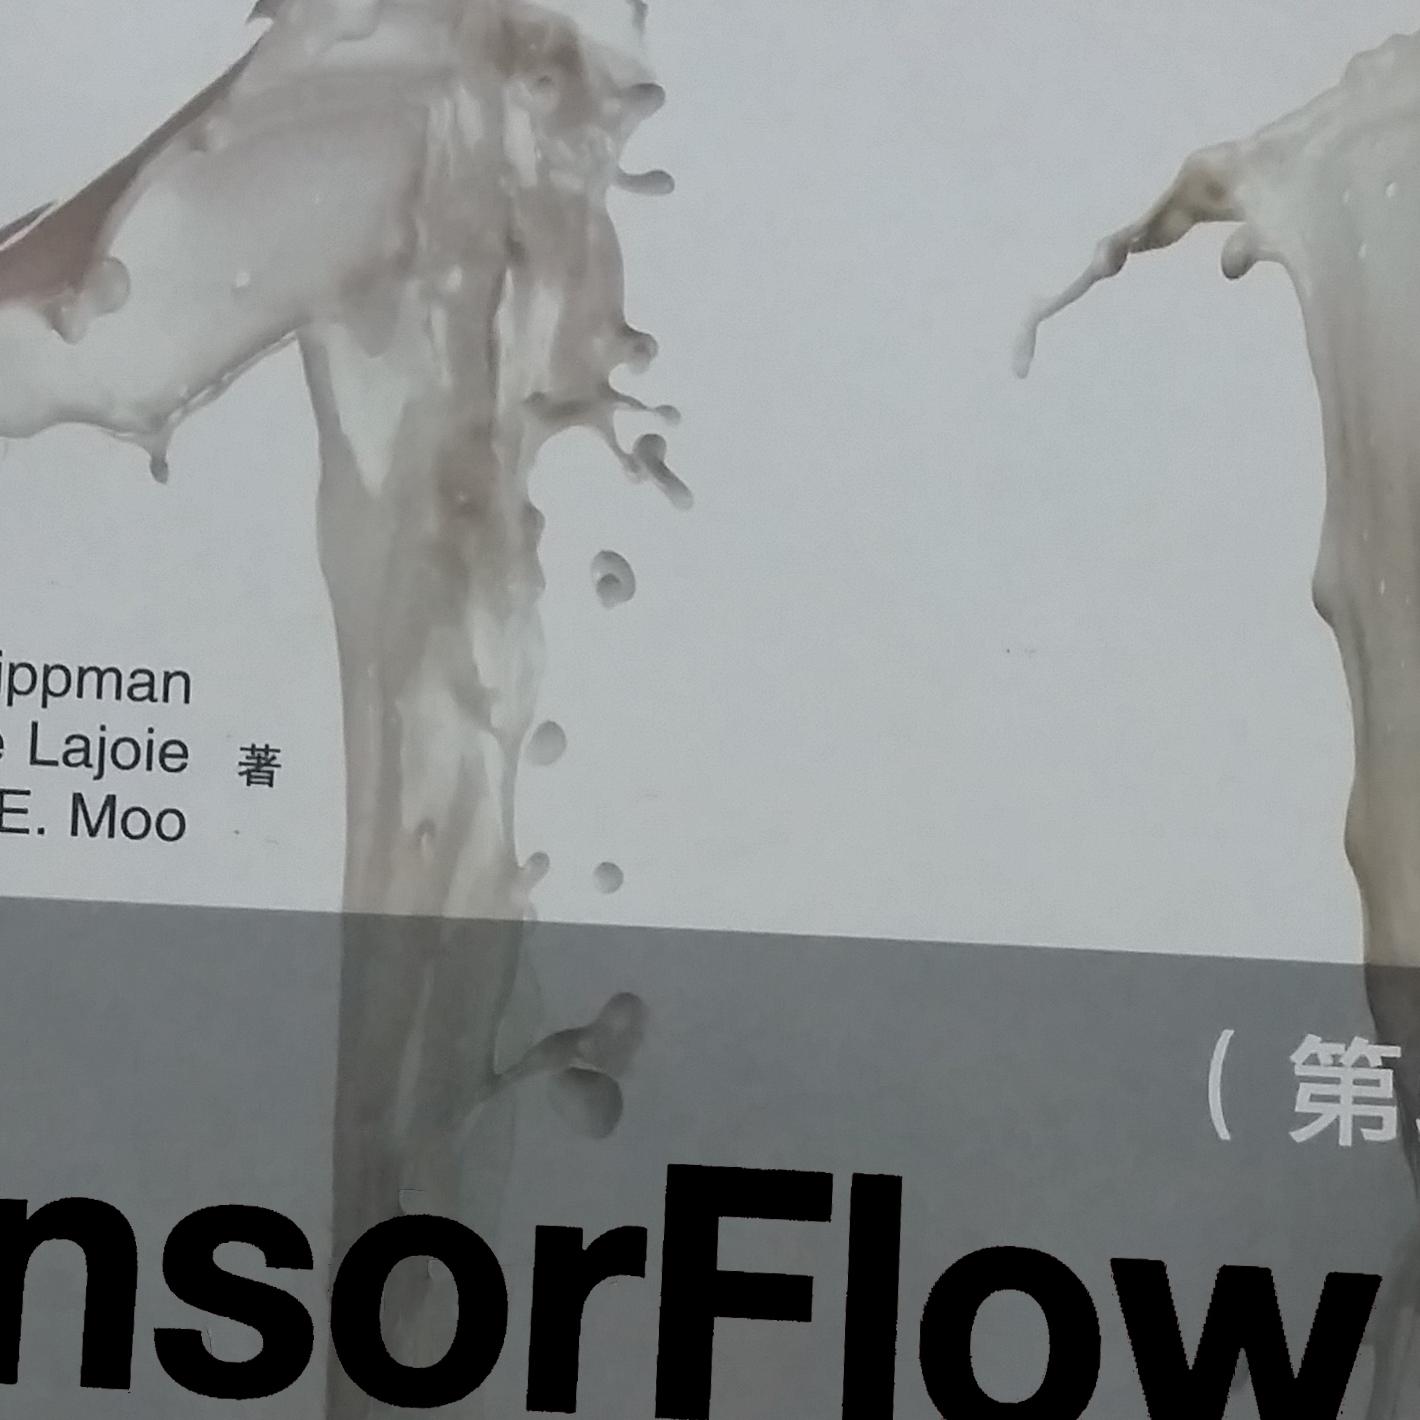 ippman
e Lajoie 著
E. Moo
（第
nsorFlow